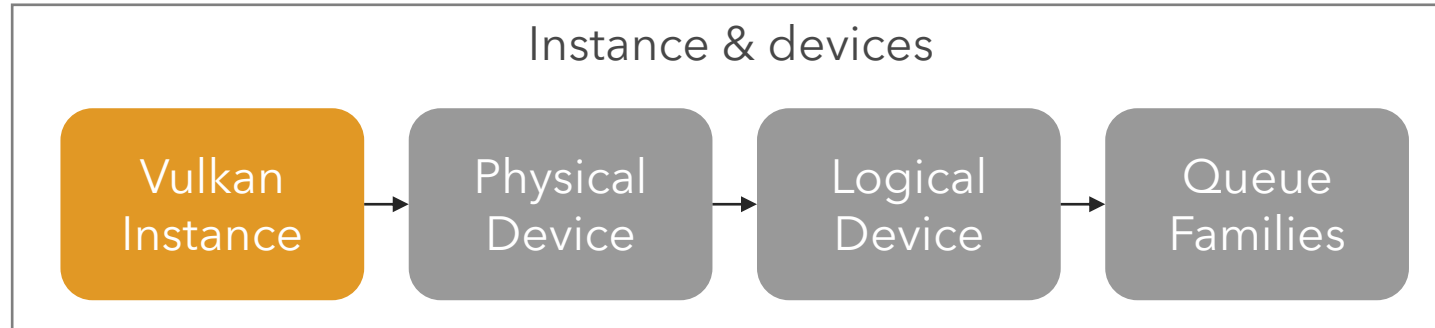 Instance & devices
Vulkan
Instance
Physical
Device
Logical
Device
Queue
Families